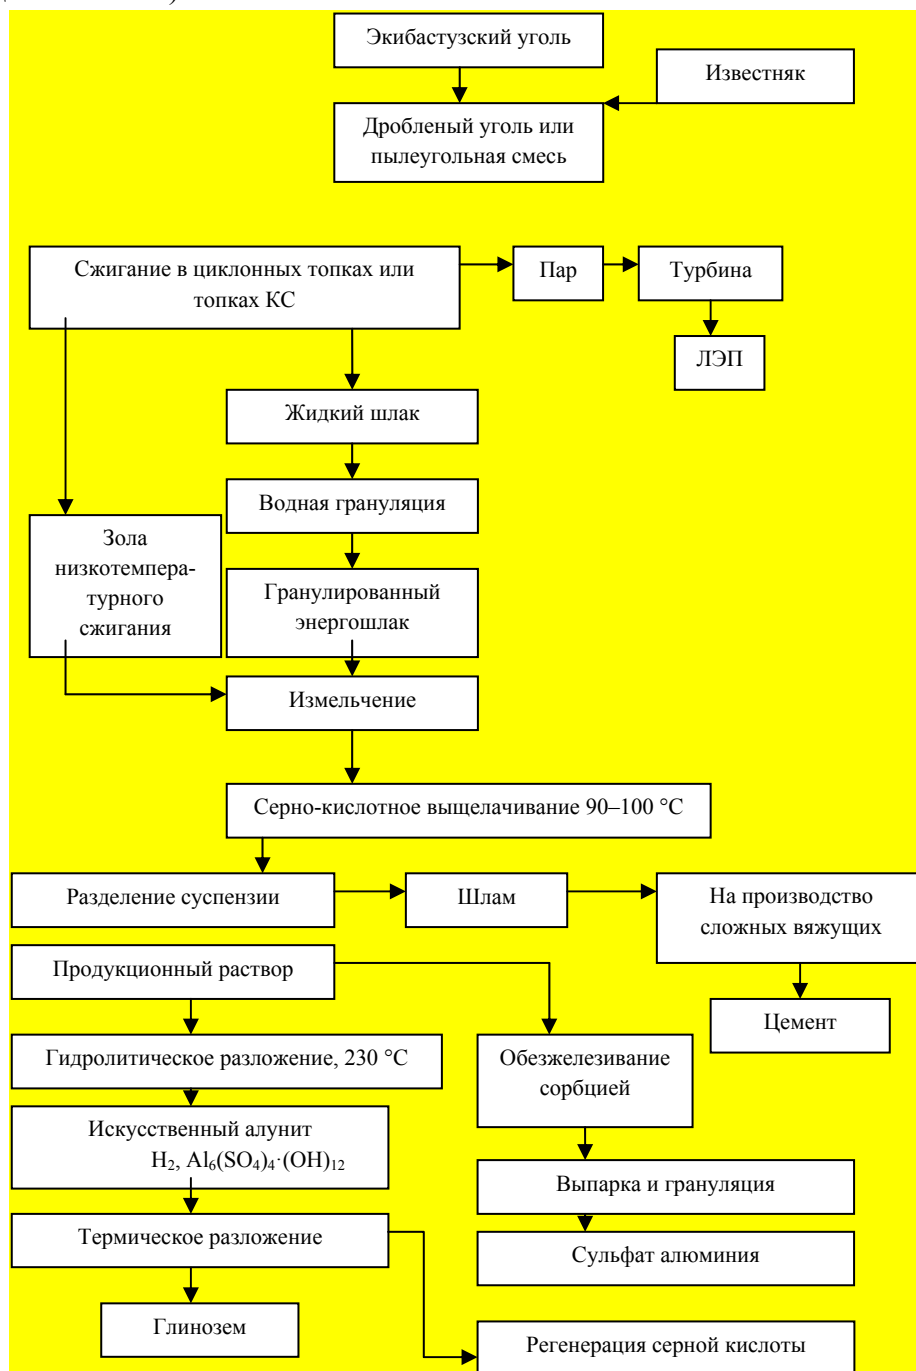 Экибастузский уголь
Известняк
Дробленый уголь или
пылеугольная смесь
Сжигание в циклонных топках или
топках КС
Пар
Турбина
ЛЭП
Жидкий шлак
Водная грануляция
Зола
низкотемпера-
турного
сжигания
Гранулированный
энергошлак
Измельчение
Серно-кислотное выщелачивание 90–100 °С
Разделение суспензии
Шлам
На производство
сложных вяжущих
Продукционный раствор
Цемент
Гидролитическое разложение, 230 °С
Обезжелезивание
сорбцией
Искусственный алунит
H₂, Al₆(SO₄)₄·(OH)₁₂
Выпарка и грануляция
Термическое разложение
Сульфат алюминия
Глинозем
Регенерация серной кислоты